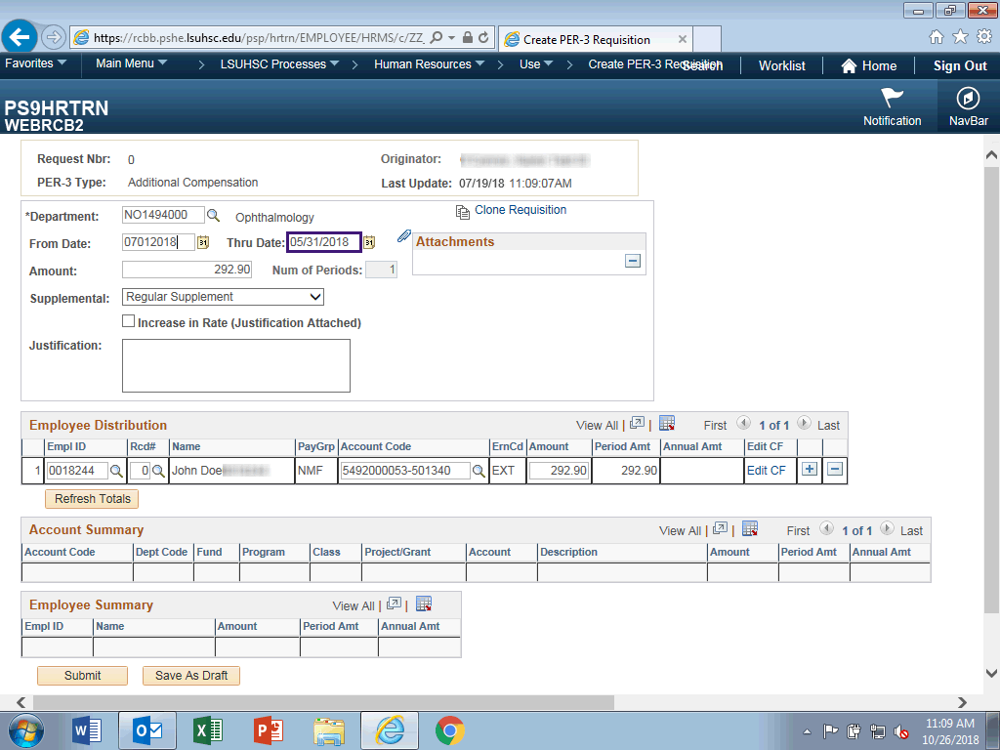 https://rcbb.pshe.lsuhsc.edu/psp/hrtrn/EMPLOYEE/HRMS/c/ZZ_ Create PER-3 Requisition
Favorites Main Menu > LSUHSC Processes > Human Resources > Use > Create PER-3 Requisition Search Worklist Home Sign Out
PS9HRTRN
WEBRCB2
Notification NavBar
Request Nbr: 0 Originator:
PER-3 Type: Additional Compensation Last Update: 07/19/18 11:09:07AM
*Department: NO1494000 Ophthalmology Clone Requisition
From Date: 07012018 31 Thru Date: 05/31/2018 31 Attachments
Amount: 292.90 Num of Periods: 1
Supplemental: Regular Supplement
Increase in Rate (Justification Attached)
Justification:
Employee Distribution View All | | First 1 of 1 Last
Empl ID Rcd# Name PayGrp Account Code ErnCd Amount Period Amt Annual Amt Edit CF
1 0018244 0 John Doe NMF 5492000053-501340 EXT 292.90 292.90 Edit CF
Refresh Totals
Account Summary View All | | First 1 of 1 Last
Account Code Dept Code Fund Program Class Project/Grant Account Description Amount Period Amt Annual Amt
Employee Summary View All | |
Empl ID Name Amount Period Amt Annual Amt
Submit Save As Draft
11:09 AM
10/26/2018